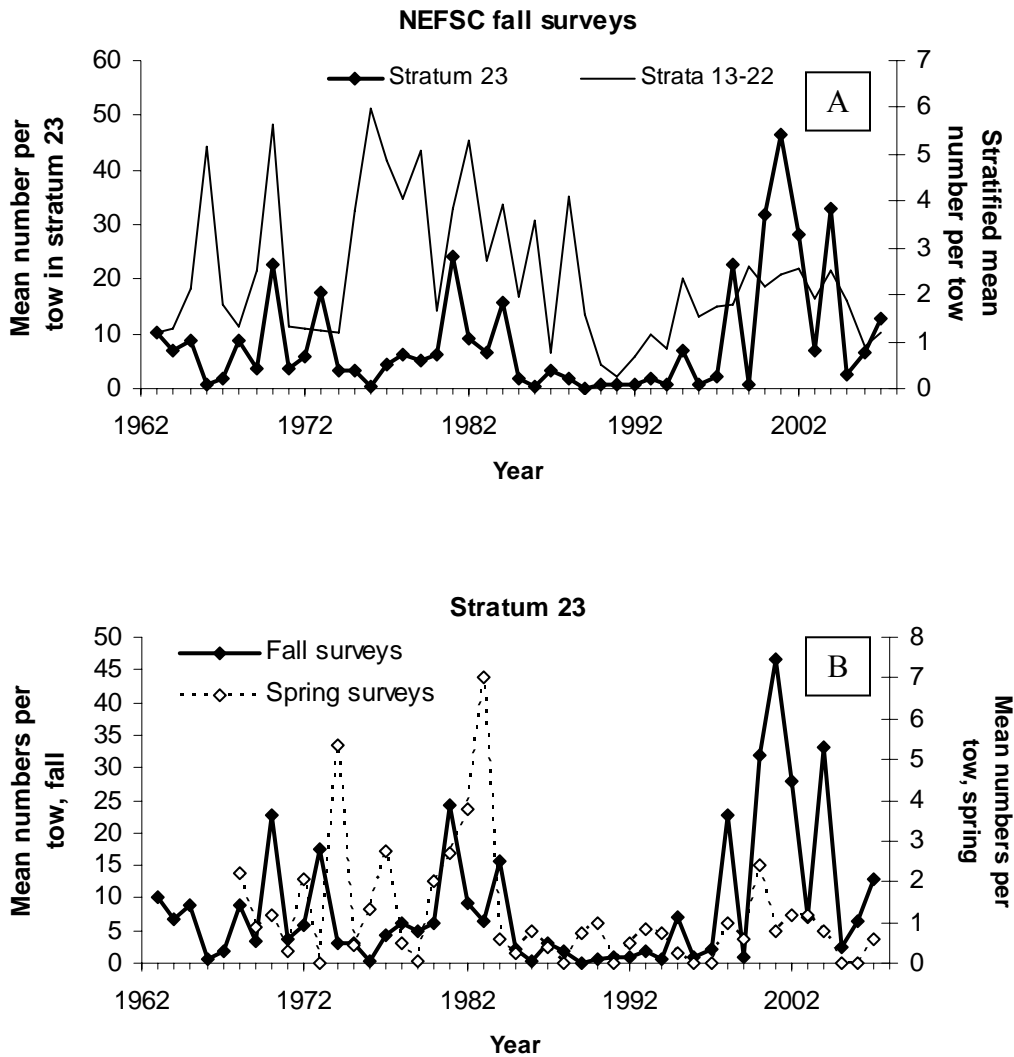 NEFSC fall surveys
Stratum 23
Strata 13-22
A
Mean number per
tow in stratum 23
60
50
40
30
20
10
0
7
6
5
4
3
2
1
0
Stratified mean
number per tow
1962 1972 1982 1992 2002
Year
Stratum 23
Fall surveys
Spring surveys
B
Mean numbers per
tow, fall
50
45
40
35
30
25
20
15
10
5
0
8
7
6
5
4
3
2
1
0
Mean numbers per
tow, spring
1962 1972 1982 1992 2002
Year